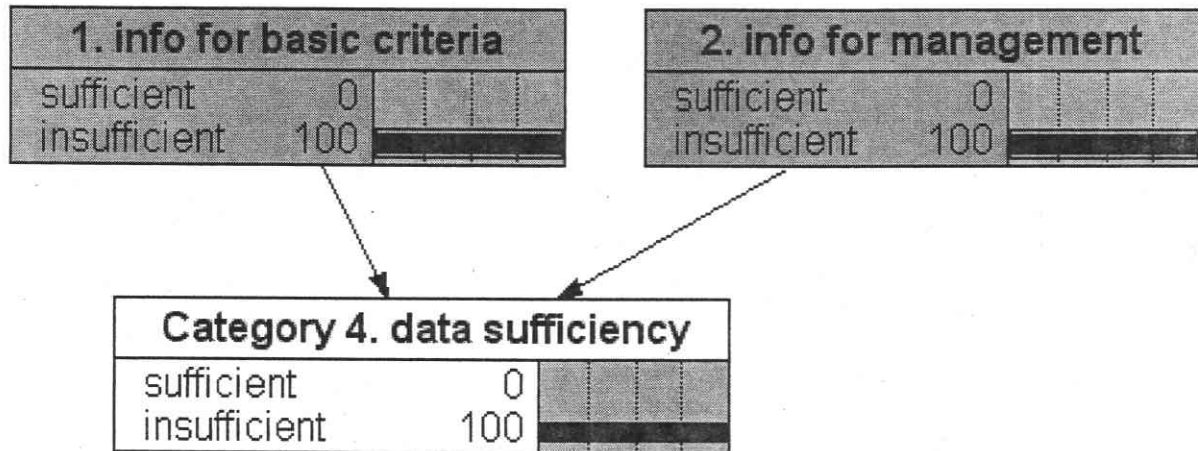 1. info for basic criteria
sufficient 0
insufficient 100
2. info for management
sufficient 0
insufficient 100
Category 4. data sufficiency
sufficient 0
insufficient 100